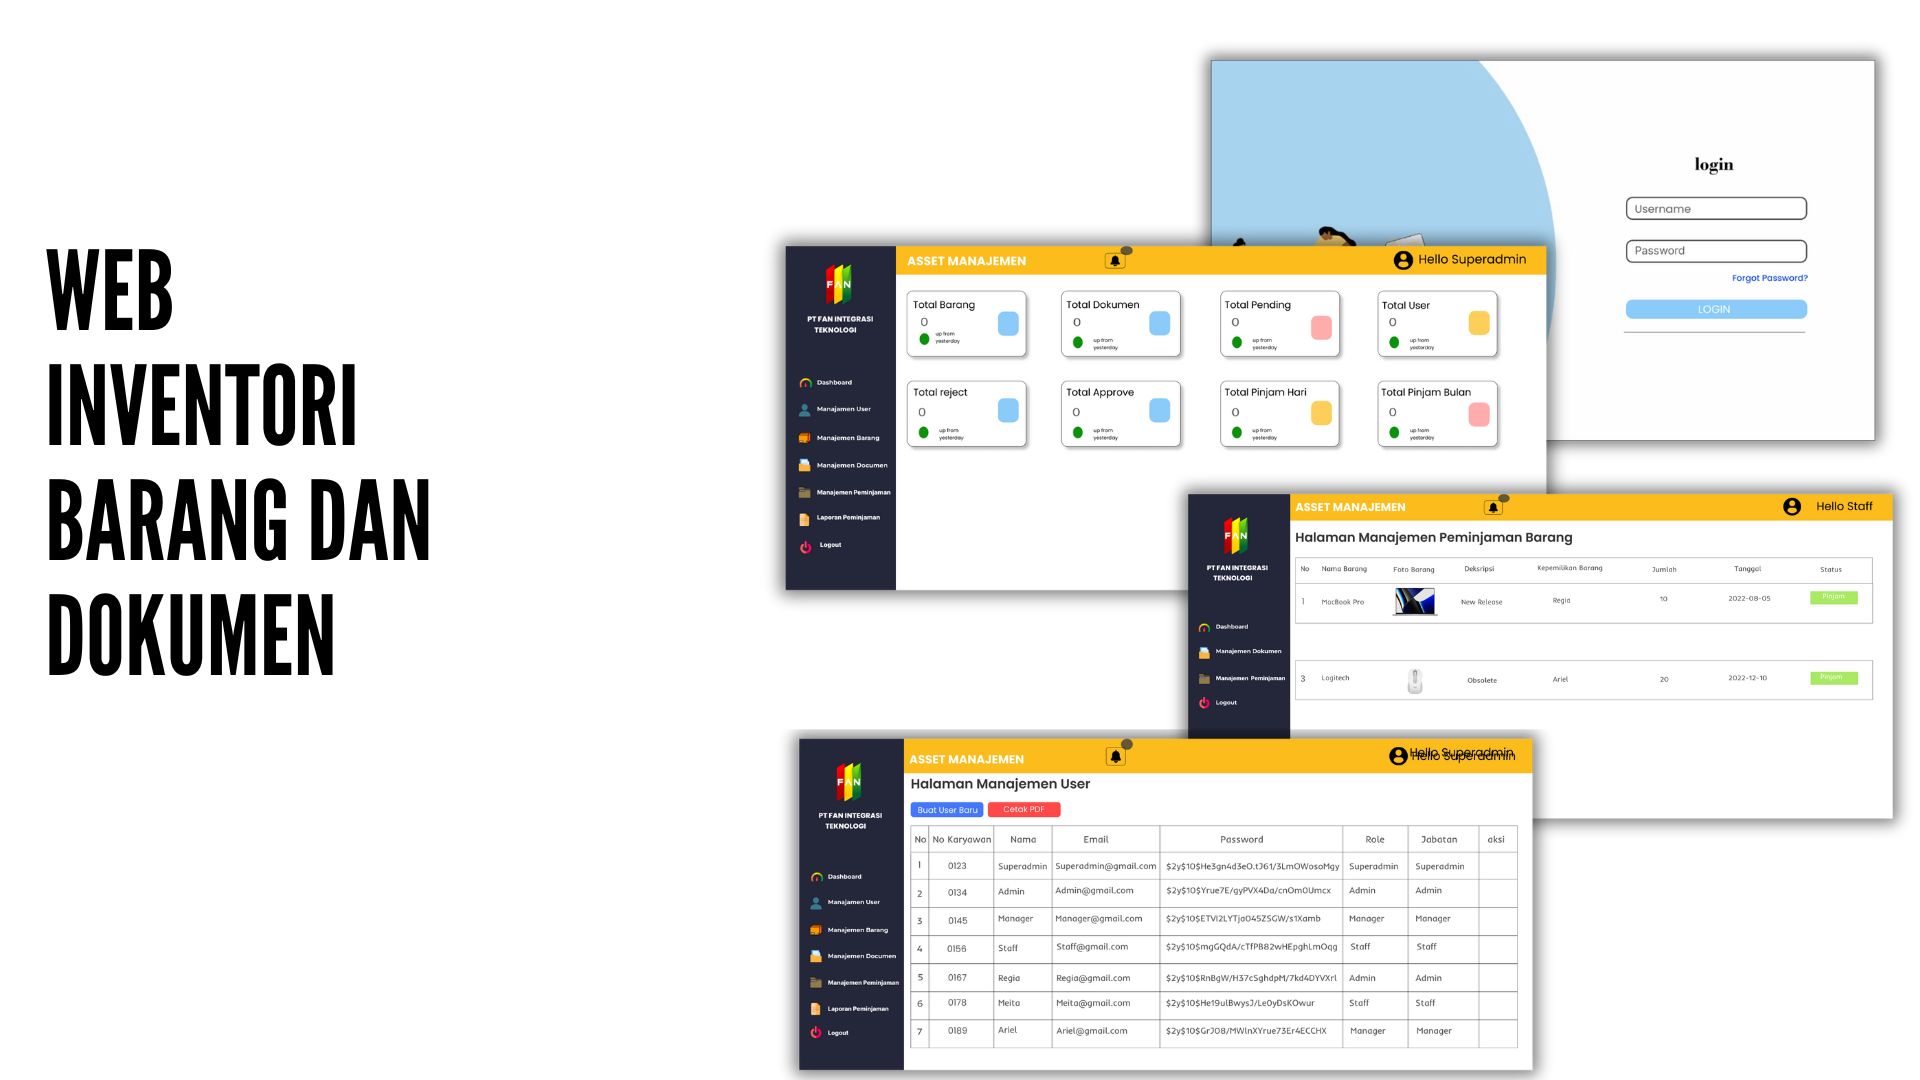 WEB
INVENTORI
BARANG DAN
DOKUMEN
login
Username
Password
Forgot Password?
LOGIN
FAN
PT FAN INTEGRASI
TEKNOLOGI
Dashboard
Manajamen User
Manajemen Barang
Manajemen Documen
Manajemen Peminjaman
Laporan Peminjaman
Logout
ASSET MANAJEMEN
Hello Superadmin
Total Barang
0
up from
yesterday
Total Dokumen
0
up from
yesterday
Total Pending
0
up from
yesterday
Total User
0
up from
yesterday
Total reject
0
up from
yesterday
Total Approve
0
up from
yesterday
Total Pinjam Hari
0
up from
yesterday
Total Pinjam Bulan
0
up from
yesterday
FAN
PT FAN INTEGRASI
TEKNOLOGI
Dashboard
Manajemen Dokumen
Manajemen Peminjaman
Logout
ASSET MANAJEMEN
Hello Staff
Halaman Manajemen Peminjaman Barang
No Nama Barang Foto Barang Deksripsi Kepemilikan Barang Jumlah Tanggal Status
1 MacBook Pro New Release Regia 10 2022-08-05 Pinjam
3 Logitech Obsolete Ariel 20 2022-12-10 Pinjam
FAN
PT FAN INTEGRASI
TEKNOLOGI
Dashboard
Manajamen User
Manajemen Barang
Manajemen Documen
Manajemen Peminjaman
Laporan Peminjaman
Logout
ASSET MANAJEMEN
Hello Superadmin
Hello Superadmin
Halaman Manajemen User
Buat User Baru Cetak PDF
No No Karyawan Nama Email Password Role Jabatan aksi
1 0123 Superadmin Superadmin@gmail.com $2y$10$He3gn4d3eO.tJ61/3LmOWosoMgy Superadmin Superadmin
2 0134 Admin Admin@gmail.com $2y$10$Yrue7E/gyPVX4Da/cnOm0Umcx Admin Admin
3 0145 Manager Manager@gmail.com $2y$10$ETVI2LYTja045ZSGW/s1Xamb Manager Manager
4 0156 Staff Staff@gmail.com $2y$10$mgGQdA/cTfPB82wHEpghLmOqg Staff Staff
5 0167 Regia Regia@gmail.com $2y$10$RnBgW/H37cSghdpM/7kd4DYVXrl Admin Admin
6 0178 Meita Meita@gmail.com $2y$10$He19ulBwysJ/Le0yDsKOwur Staff Staff
7 0189 Ariel Ariel@gmail.com $2y$10$GrJO8/MWlnXYrue73Er4ECCHX Manager Manager